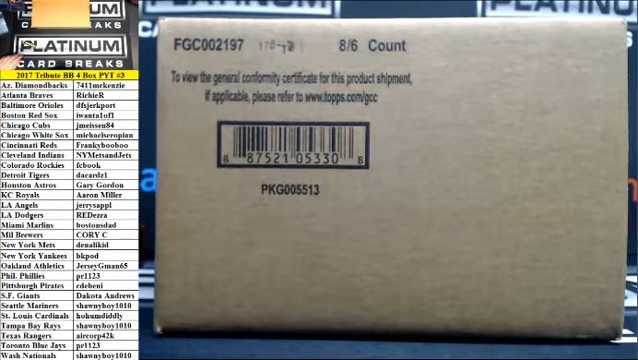 PLATINUM
CARD BREAKS
PLATINUM
CARD BREAKS
2017 Tribute BB 4 Box PYT #3
Az. Diamondbacks 7411mckenzie
Atlanta Braves RichieR
Baltimore Orioles dfsjerkport
Boston Red Sox iwanta1of1
Chicago Cubs jmeissen84
Chicago White Sox michaelseropian
Cincinnati Reds Frankybooboo
Cleveland Indians NYMetsandJets
Colorado Rockies fcbook
Detroit Tigers dacardz1
Houston Astros Gary Gordon
KC Royals Aaron Miller
LA Angels jerrysappl
LA Dodgers REDezra
Miami Marlins bostonsdad
Mil Brewers CORY C
New York Mets denalikid
New York Yankees bkpod
Oakland Athletics JerseyGman65
Phil. Phillies pr1123
Pittsburgh Pirates edebeni
S.F. Giants Dakota Andrews
Seattle Mariners shawnyboy1010
St. Louis Cardinals hohumdiddly
Tampa Bay Rays shawnyboy1010
Texas Rangers aircorp42k
Toronto Blue Jays pr1123
Wash Nationals shawnyboy1010
FGC002197 8/6 Count
To view the general conformity certificate for this product shipment,
if applicable, please refer to www.topps.com/gcc
8 87521 05330 8
PKG005513